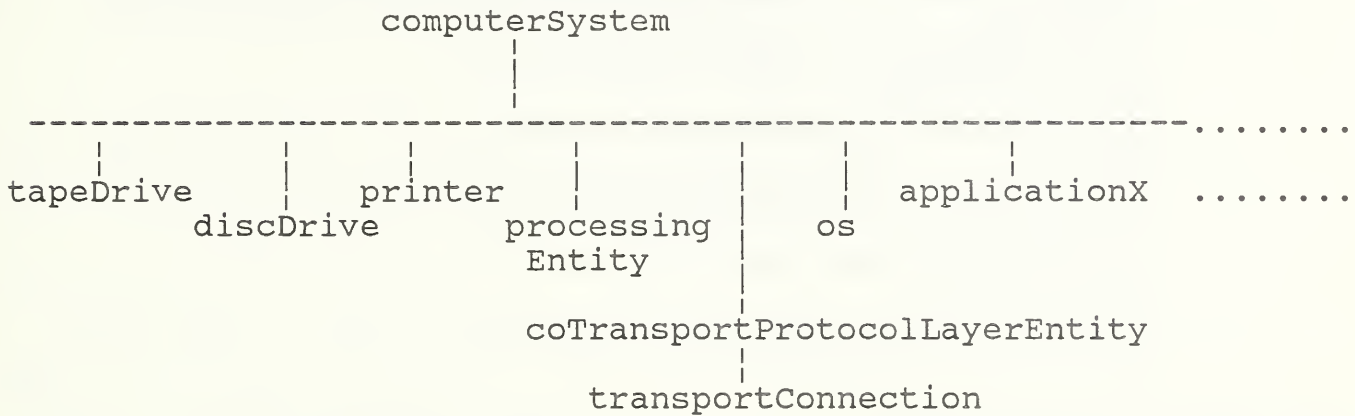 computerSystem
tapeDrive printer applicationX ........
discDrive processing os
Entity
coTransportProtocolLayerEntity
transportConnection